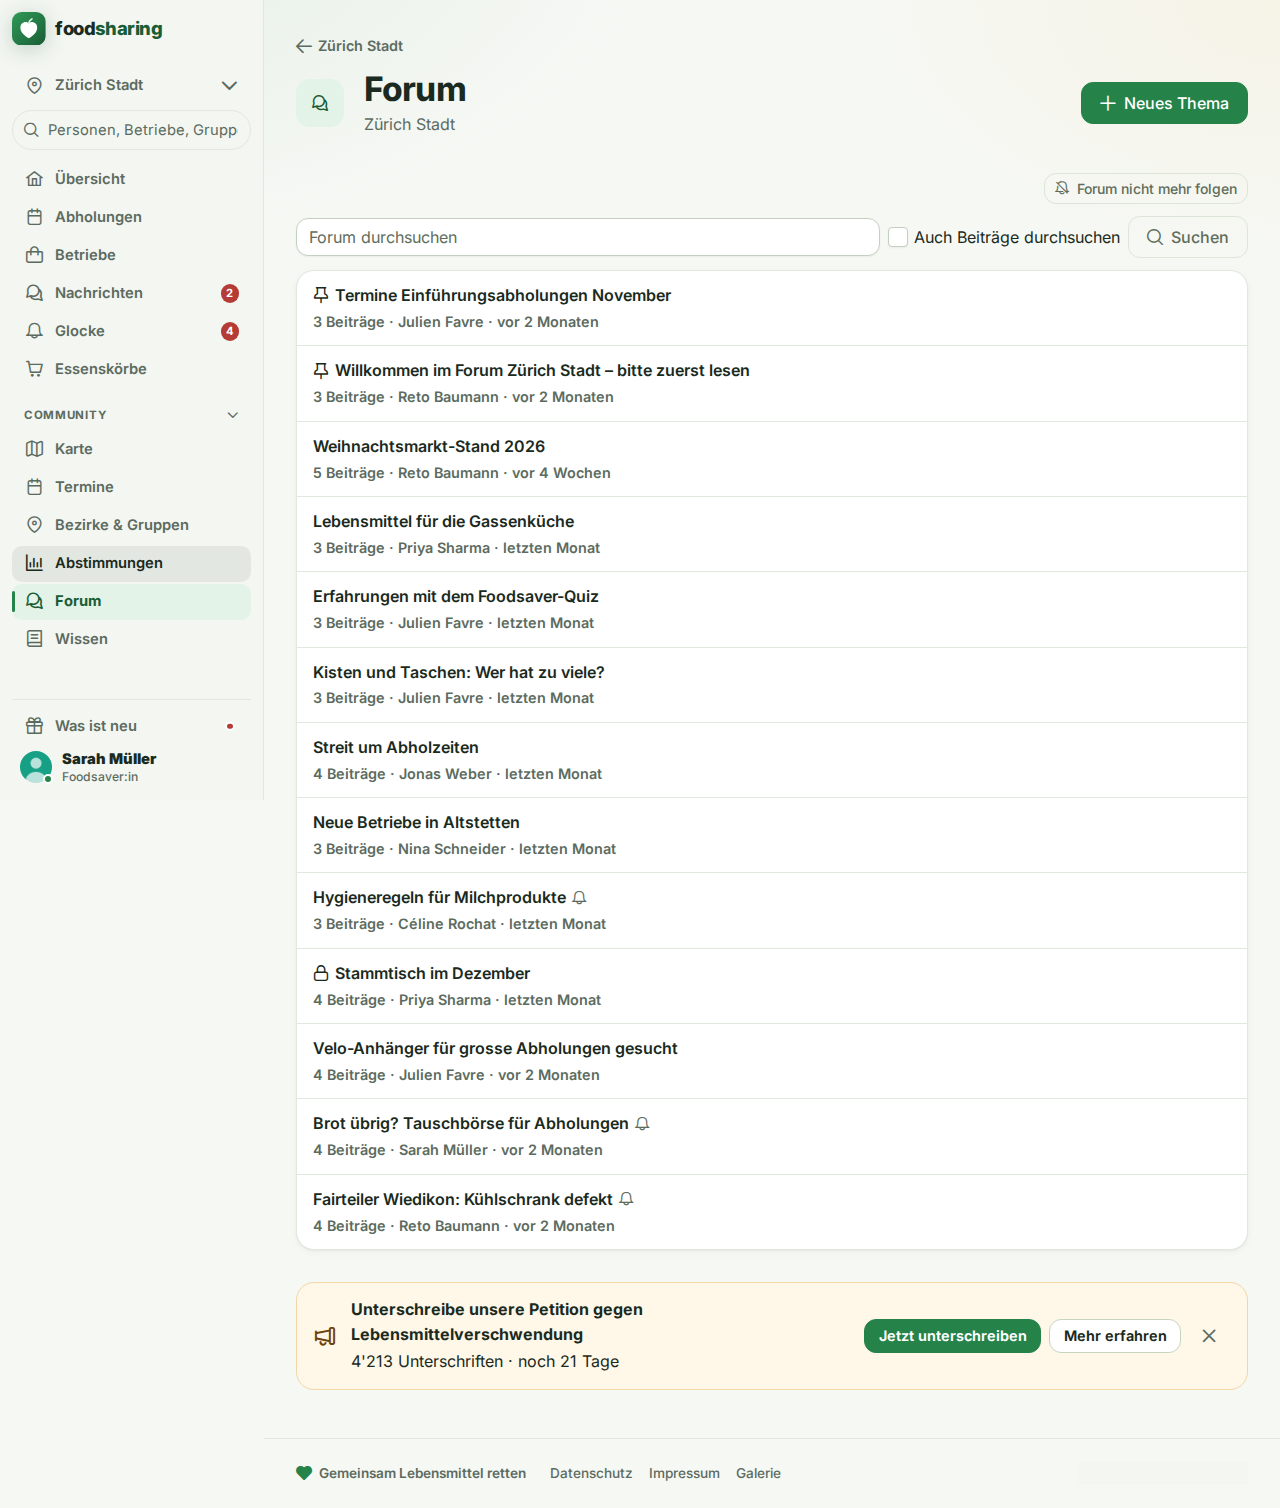 foodsharing
Zürich Stadt
Personen, Betriebe, Grupp
Übersicht
Abholungen
Betriebe
Nachrichten 2
Glocke 4
Essenskörbe
COMMUNITY
Karte
Termine
Bezirke & Gruppen
Abstimmungen
Forum
Wissen
Was ist neu
Sarah Müller
Foodsaver:in
Zürich Stadt
Forum
Zürich Stadt
Neues Thema
Forum nicht mehr folgen
Forum durchsuchen
Auch Beiträge durchsuchen
Suchen
Termine Einführungsabholungen November
3 Beiträge · Julien Favre · vor 2 Monaten
Willkommen im Forum Zürich Stadt – bitte zuerst lesen
3 Beiträge · Reto Baumann · vor 2 Monaten
Weihnachtsmarkt-Stand 2026
5 Beiträge · Reto Baumann · vor 4 Wochen
Lebensmittel für die Gassenküche
3 Beiträge · Priya Sharma · letzten Monat
Erfahrungen mit dem Foodsaver-Quiz
3 Beiträge · Julien Favre · letzten Monat
Kisten und Taschen: Wer hat zu viele?
3 Beiträge · Julien Favre · letzten Monat
Streit um Abholzeiten
4 Beiträge · Jonas Weber · letzten Monat
Neue Betriebe in Altstetten
3 Beiträge · Nina Schneider · letzten Monat
Hygieneregeln für Milchprodukte
3 Beiträge · Céline Rochat · letzten Monat
Stammtisch im Dezember
4 Beiträge · Priya Sharma · letzten Monat
Velo-Anhänger für grosse Abholungen gesucht
4 Beiträge · Julien Favre · vor 2 Monaten
Brot übrig? Tauschbörse für Abholungen
4 Beiträge · Sarah Müller · vor 2 Monaten
Fairteiler Wiedikon: Kühlschrank defekt
4 Beiträge · Reto Baumann · vor 2 Monaten
Unterschreibe unsere Petition gegen
Lebensmittelverschwendung
4'213 Unterschriften · noch 21 Tage
Jetzt unterschreiben
Mehr erfahren
Gemeinsam Lebensmittel retten
Datenschutz
Impressum
Galerie